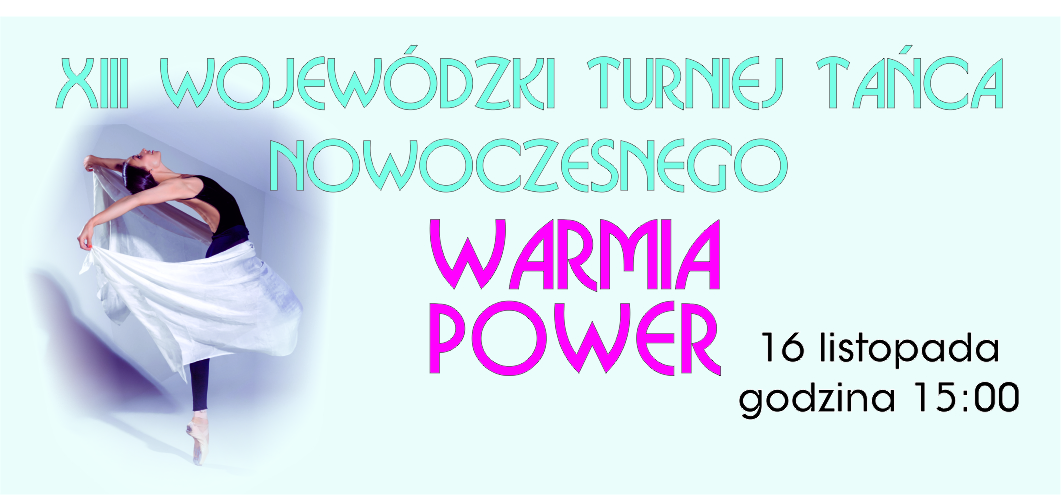 XIII WOJEWÓDZKI TURNIEJ TAŃCA
NOWOCZESNEGO
WARMIA
POWER
16 listopada
godzina 15:00